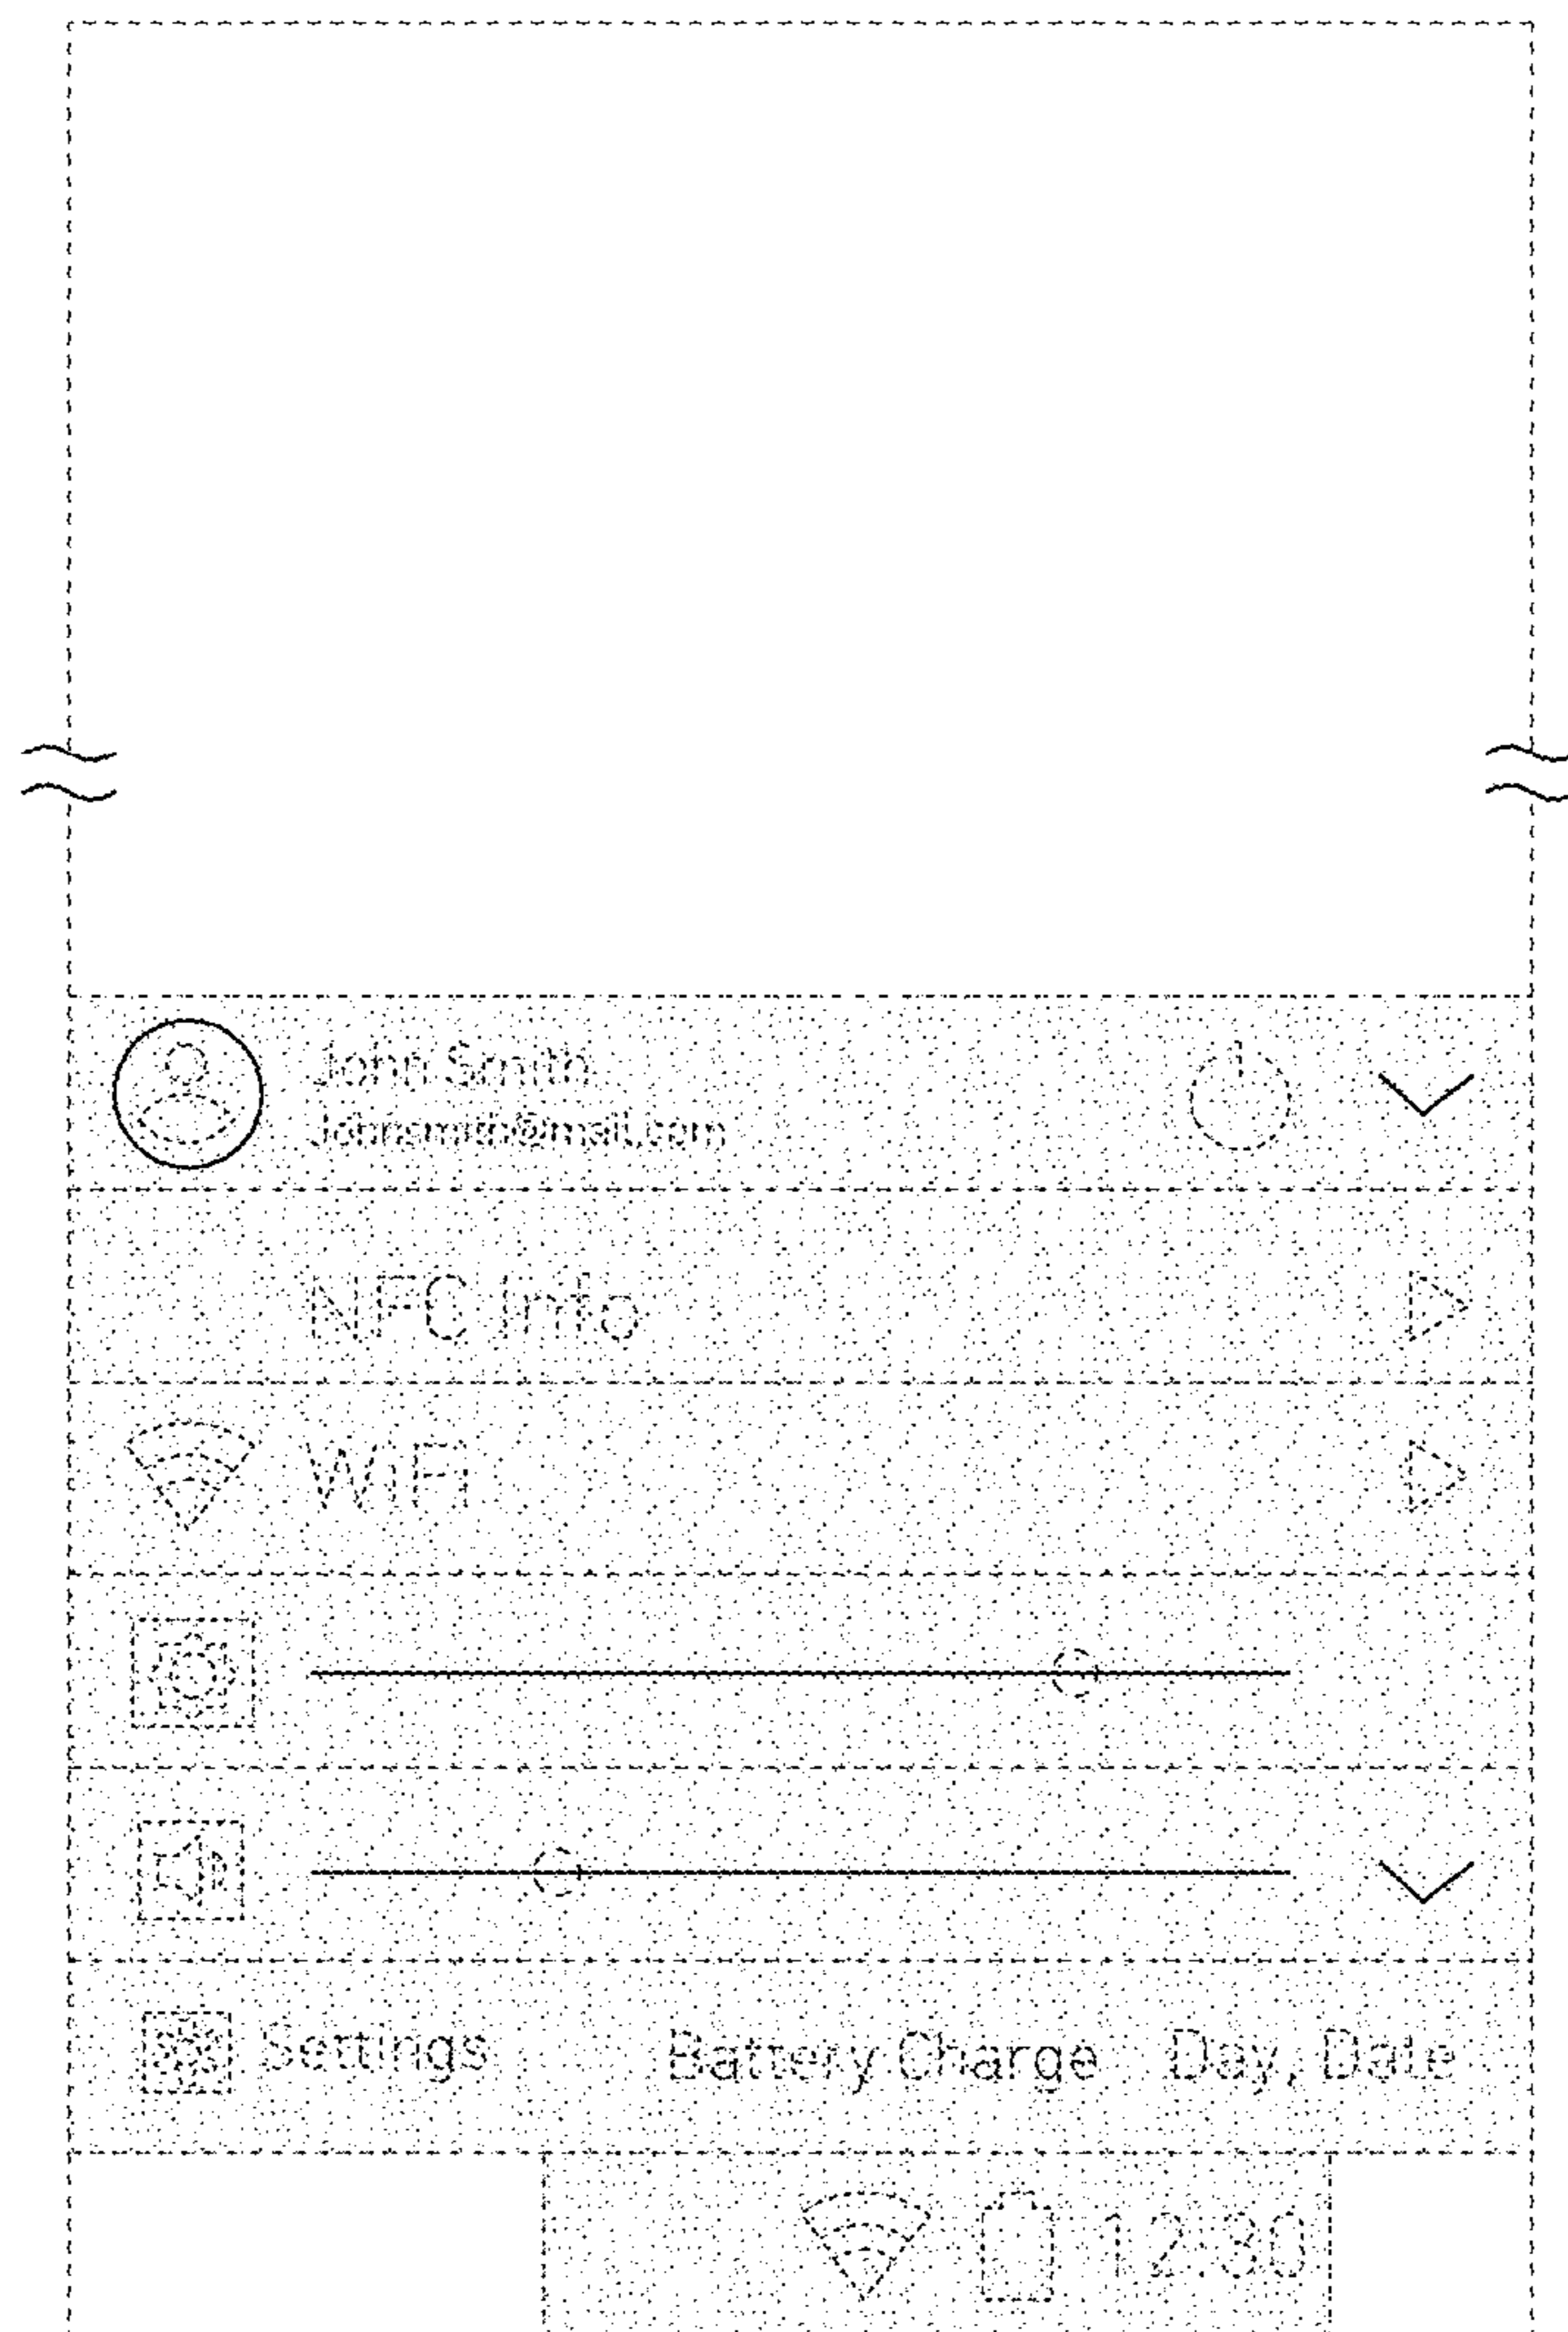 John Smith
Johnsmith@mail.com
NFC Info
WiFi
Settings Battery Charge Day, Date
12:30